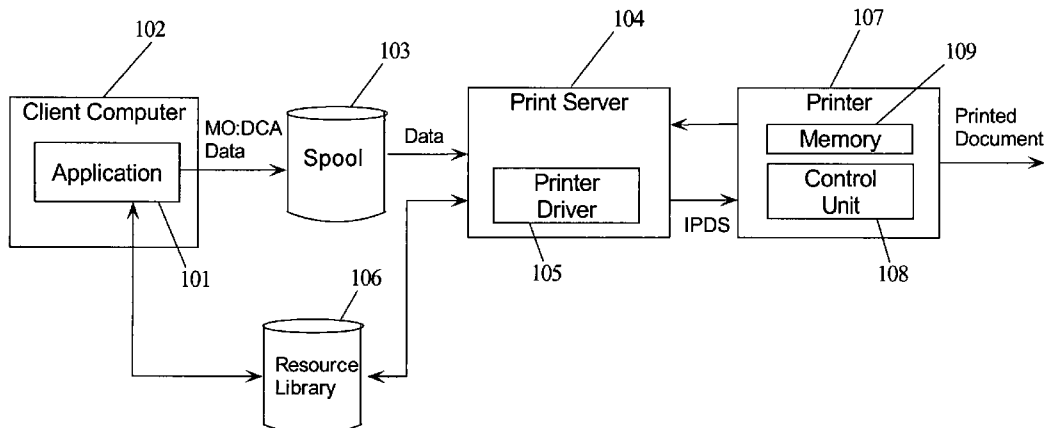 102
103
104
107
109
Client Computer
MO:DCA
Data
Application
Spool
Data
Print Server
Printer
Driver
IPDS
Printer
Memory
Control
Unit
Printed
Document
101
106
105
108
Resource
Library